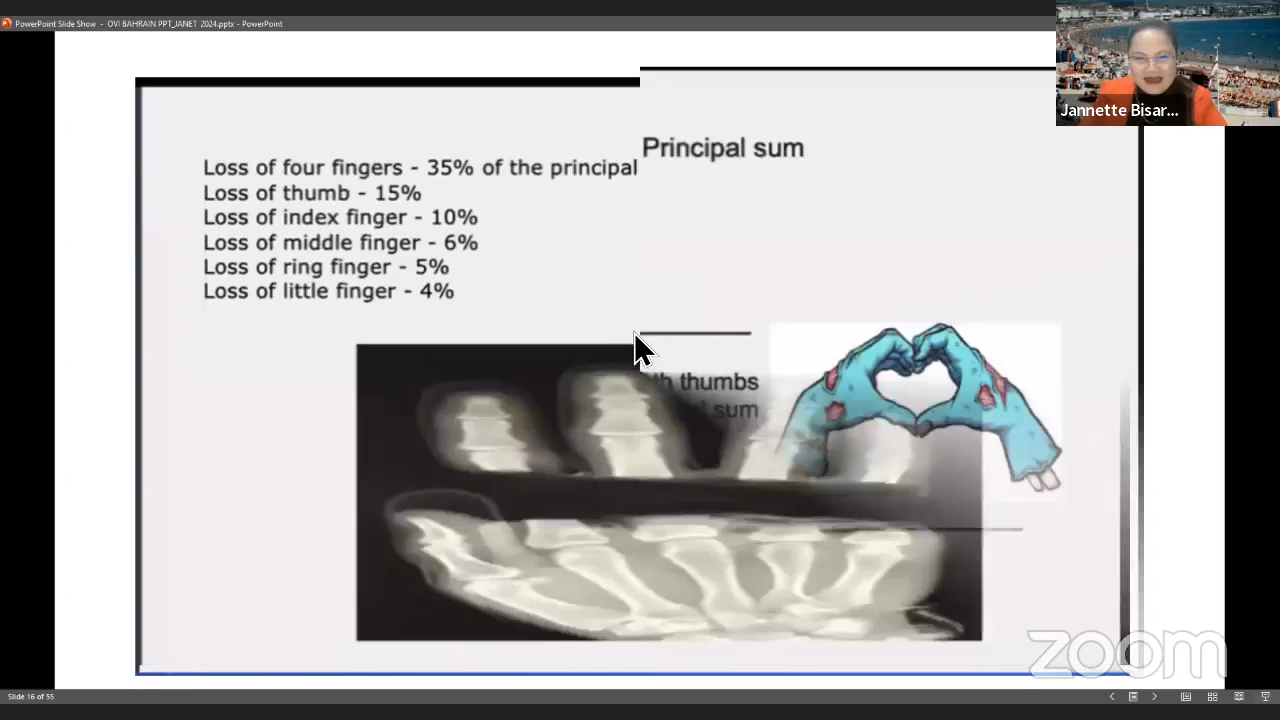 PowerPoint Slide Show - OVI BAHRAIN PPT_JANET 2024.pptx - PowerPoint
Jannette Bisar...
Principal sum
Loss of four fingers - 35% of the principal
Loss of thumb - 15%
Loss of index finger - 10%
Loss of middle finger - 6%
Loss of ring finger - 5%
Loss of little finger - 4%
thumbs
sum
zoom
Slide 16 of 55